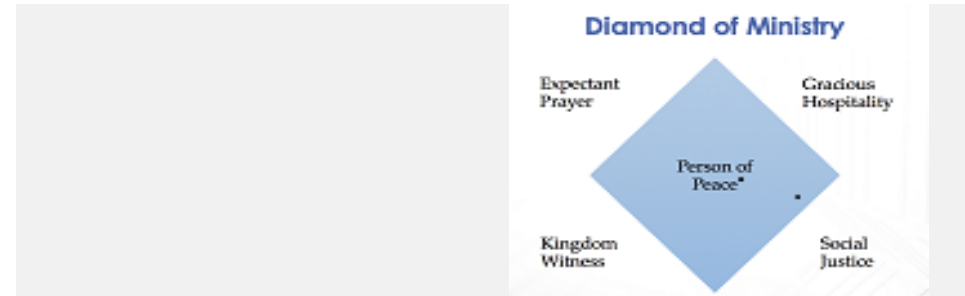 Diamond of Ministry
Expectant
Prayer
Gracious
Hospitality
Person of
Peace
Kingdom
Witness
Social
Justice